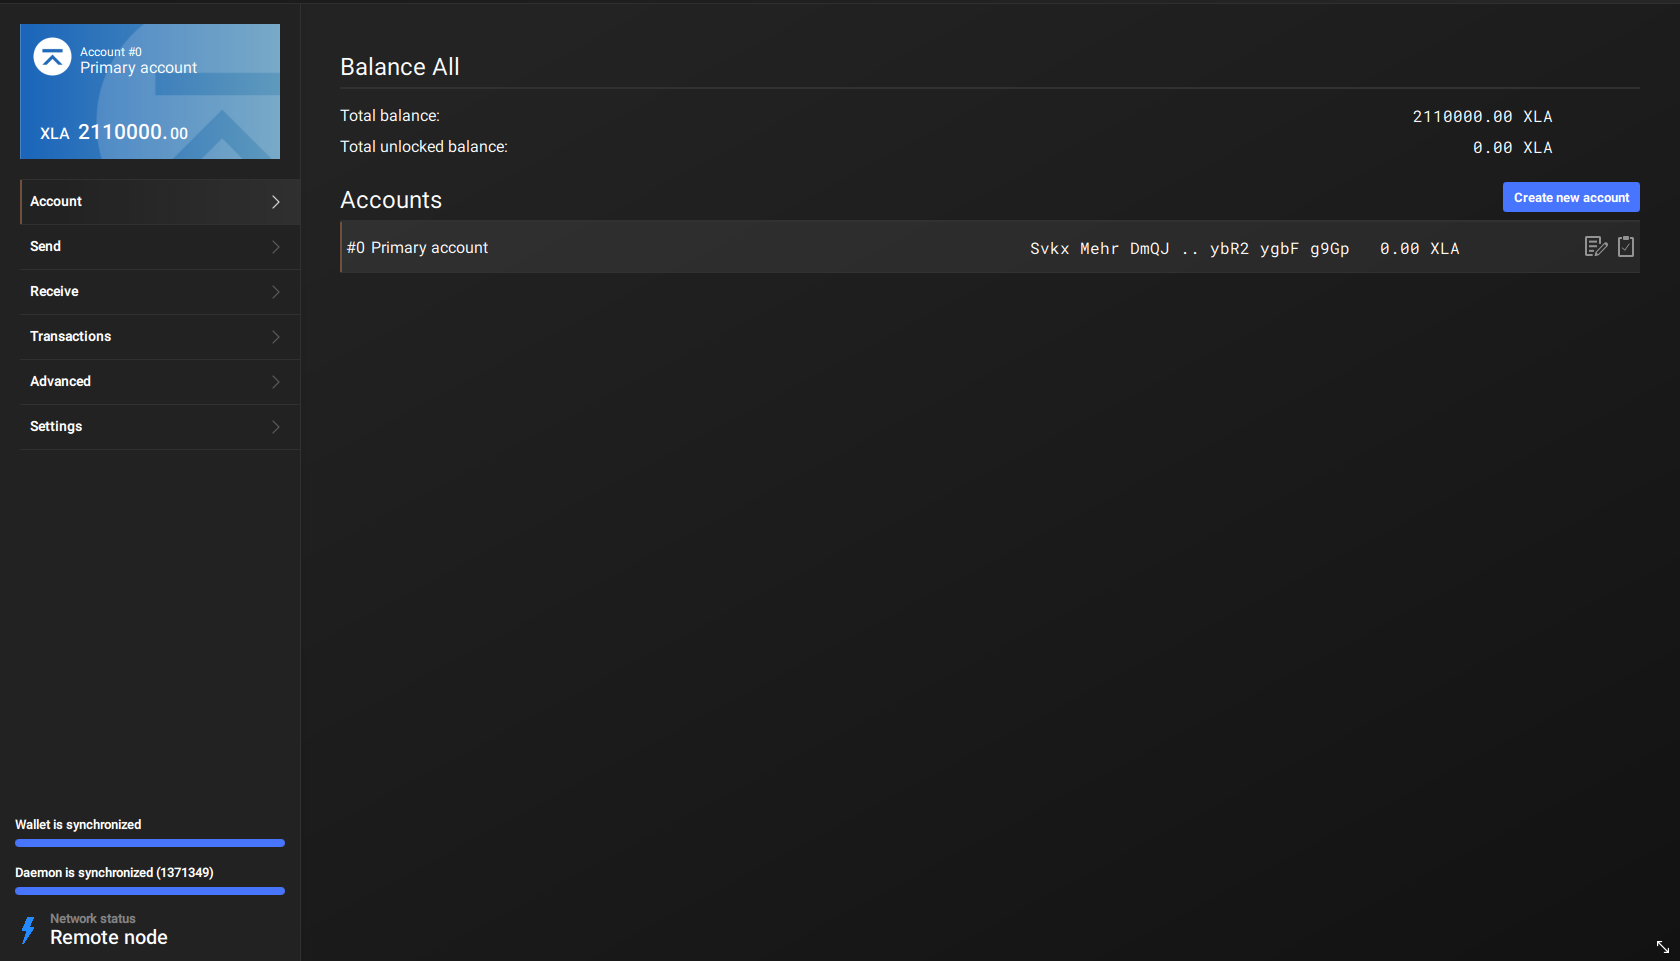 Account #0
Primary account
XLA 2110000.00
Account
Send
Receive
Transactions
Advanced
Settings
Wallet is synchronized
Daemon is synchronized (1371349)
Network status
Remote node
Balance All
Total balance: 2110000.00 XLA
Total unlocked balance: 0.00 XLA
Accounts
Create new account
#0 Primary account Svkx Mehr DmQJ .. ybR2 ygbF g9Gp 0.00 XLA